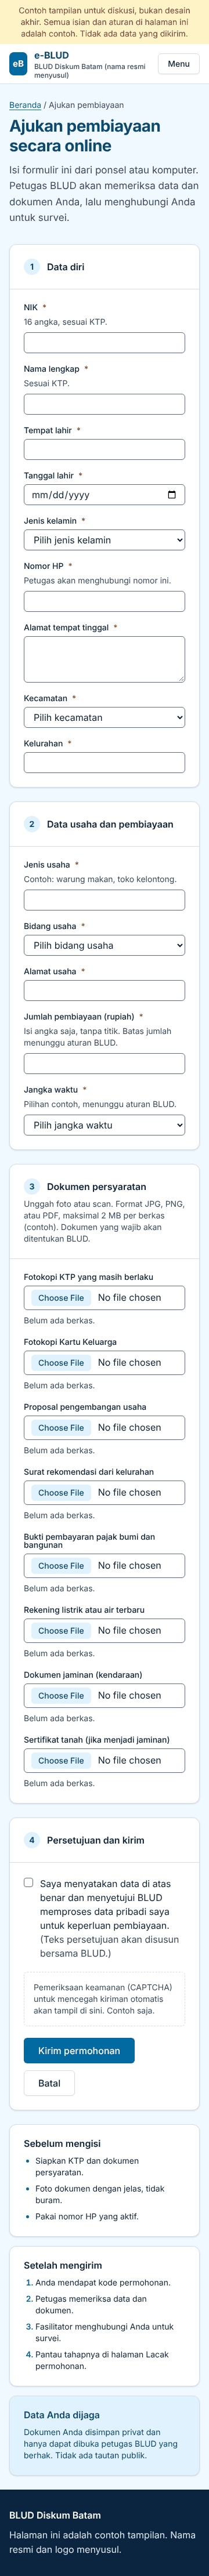 Contoh tampilan untuk diskusi, bukan desain
akhir. Semua isian dan aturan di halaman ini
adalah contoh. Tidak ada data yang dikirim.
eB
e-BLUD
BLUD Diskum Batam (nama resmi
menyusul)
Menu
Beranda / Ajukan pembiayaan
Ajukan pembiayaan
secara online
Isi formulir ini dari ponsel atau komputer.
Petugas BLUD akan memeriksa data dan
dokumen Anda, lalu menghubungi Anda
untuk survei.
1 Data diri
NIK *
16 angka, sesuai KTP.
Nama lengkap *
Sesuai KTP.
Tempat lahir *
Tanggal lahir *
mm/dd/yyyy
Jenis kelamin *
Pilih jenis kelamin
Nomor HP *
Petugas akan menghubungi nomor ini.
Alamat tempat tinggal *
Kecamatan *
Pilih kecamatan
Kelurahan *
2 Data usaha dan pembiayaan
Jenis usaha *
Contoh: warung makan, toko kelontong.
Bidang usaha *
Pilih bidang usaha
Alamat usaha *
Jumlah pembiayaan (rupiah) *
Isi angka saja, tanpa titik. Batas jumlah
menunggu aturan BLUD.
Jangka waktu *
Pilihan contoh, menunggu aturan BLUD.
Pilih jangka waktu
3 Dokumen persyaratan
Unggah foto atau scan. Format JPG, PNG,
atau PDF, maksimal 2 MB per berkas
(contoh). Dokumen yang wajib akan
ditentukan BLUD.
Fotokopi KTP yang masih berlaku
Choose File No file chosen
Belum ada berkas.
Fotokopi Kartu Keluarga
Choose File No file chosen
Belum ada berkas.
Proposal pengembangan usaha
Choose File No file chosen
Belum ada berkas.
Surat rekomendasi dari kelurahan
Choose File No file chosen
Belum ada berkas.
Bukti pembayaran pajak bumi dan
bangunan
Choose File No file chosen
Belum ada berkas.
Rekening listrik atau air terbaru
Choose File No file chosen
Belum ada berkas.
Dokumen jaminan (kendaraan)
Choose File No file chosen
Belum ada berkas.
Sertifikat tanah (jika menjadi jaminan)
Choose File No file chosen
Belum ada berkas.
4 Persetujuan dan kirim
Saya menyatakan data di atas
benar dan menyetujui BLUD
memproses data pribadi saya
untuk keperluan pembiayaan.
(Teks persetujuan akan disusun
bersama BLUD.)
Pemeriksaan keamanan (CAPTCHA)
untuk mencegah kiriman otomatis
akan tampil di sini. Contoh saja.
Kirim permohonan
Batal
Sebelum mengisi
• Siapkan KTP dan dokumen
persyaratan.
• Foto dokumen dengan jelas, tidak
buram.
• Pakai nomor HP yang aktif.
Setelah mengirim
1. Anda mendapat kode permohonan.
2. Petugas memeriksa data dan
dokumen.
3. Fasilitator menghubungi Anda untuk
survei.
4. Pantau tahapnya di halaman Lacak
permohonan.
Data Anda dijaga
Dokumen Anda disimpan privat dan
hanya dapat dibuka petugas BLUD yang
berhak. Tidak ada tautan publik.
BLUD Diskum Batam
Halaman ini adalah contoh tampilan. Nama
resmi dan logo menyusul.